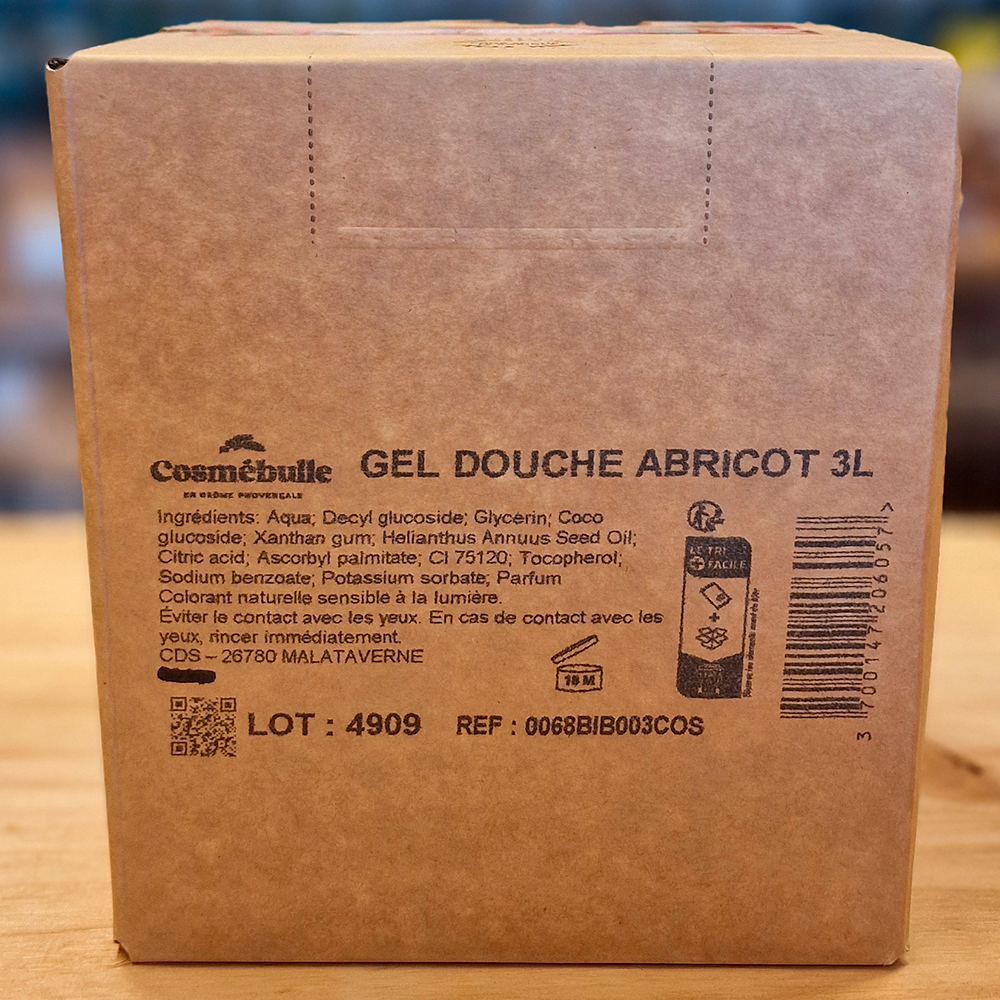 Cosmébulle
EN DRÔME PROVENÇALE
GEL DOUCHE ABRICOT 3L
Ingrédients: Aqua; Decyl glucoside; Glycerin; Coco
glucoside; Xanthan gum; Helianthus Annuus Seed Oil;
Citric acid; Ascorbyl palmitate; CI 75120; Tocopherol;
Sodium benzoate; Potassium sorbate; Parfum
Colorant naturelle sensible à la lumière.
Éviter le contact avec les yeux. En cas de contact avec les
yeux, rincer immédiatement.
CDS – 26780 MALATAVERNE
18 M
LE TRI
+ FACILE
+
3 700147 206057 >
LOT : 4909
REF : 0068BIB003COS